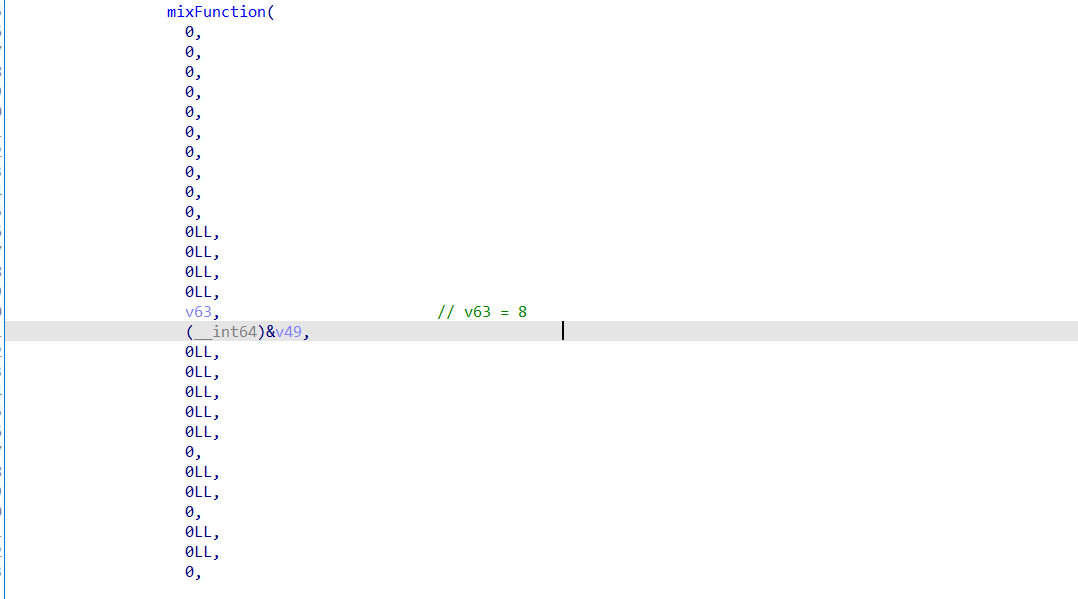 mixFunction(
0,
0,
0,
0,
0,
0,
0,
0,
0,
0,
0LL,
0LL,
0LL,
0LL,
v63, // v63 = 8
(__int64)&v49,
0LL,
0LL,
0LL,
0LL,
0LL,
0,
0LL,
0LL,
0,
0LL,
0LL,
0,